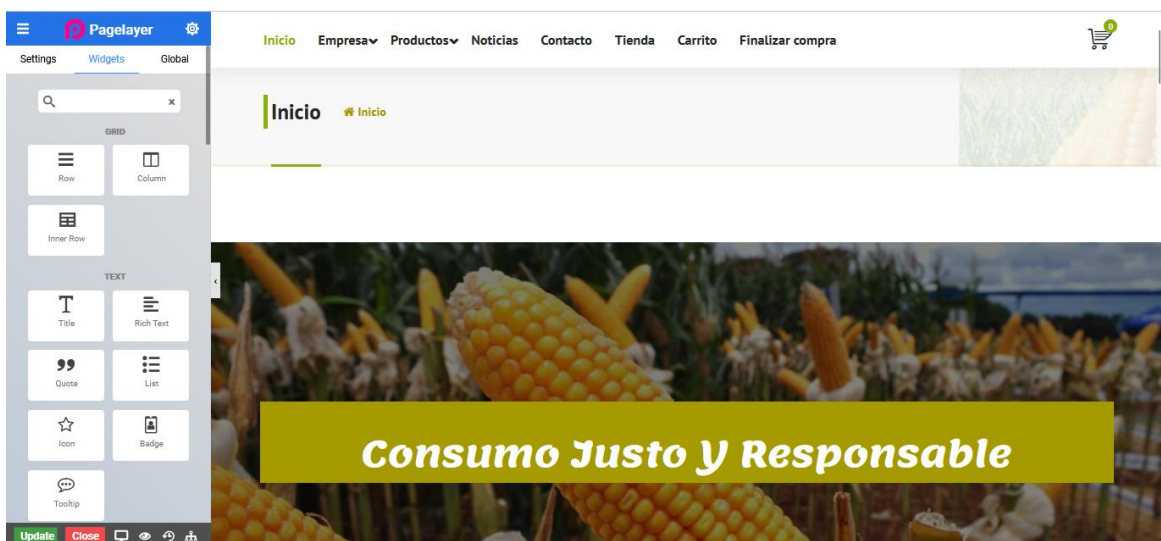 Pagelayer
Settings Widgets Global
GRID
Row Column
Inner Row
TEXT
Title Rich Text
Quote List
Icon Badge
Tooltip
Update Close
Inicio Empresa Productos Noticias Contacto Tienda Carrito Finalizar compra
0
Inicio Inicio
Consumo Justo Y Responsable